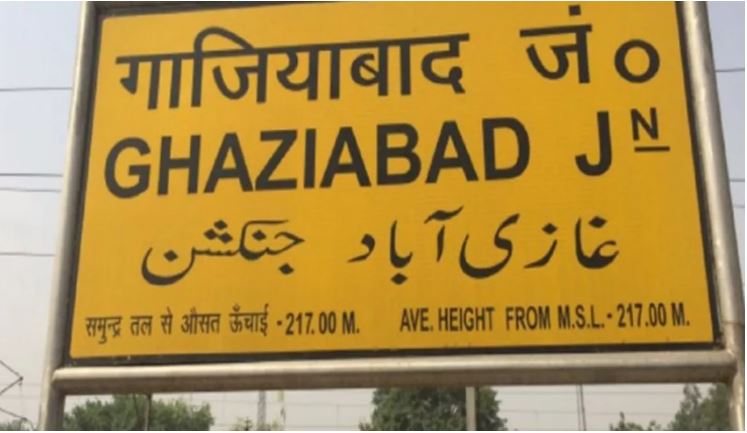 गाजियाबाद जं०
GHAZIABAD JN
غازی آباد جنکشن
समुन्द्र तल से औसत ऊँचाई - 217.00 M. AVE. HEIGHT FROM M.S.L. - 217.00 M.